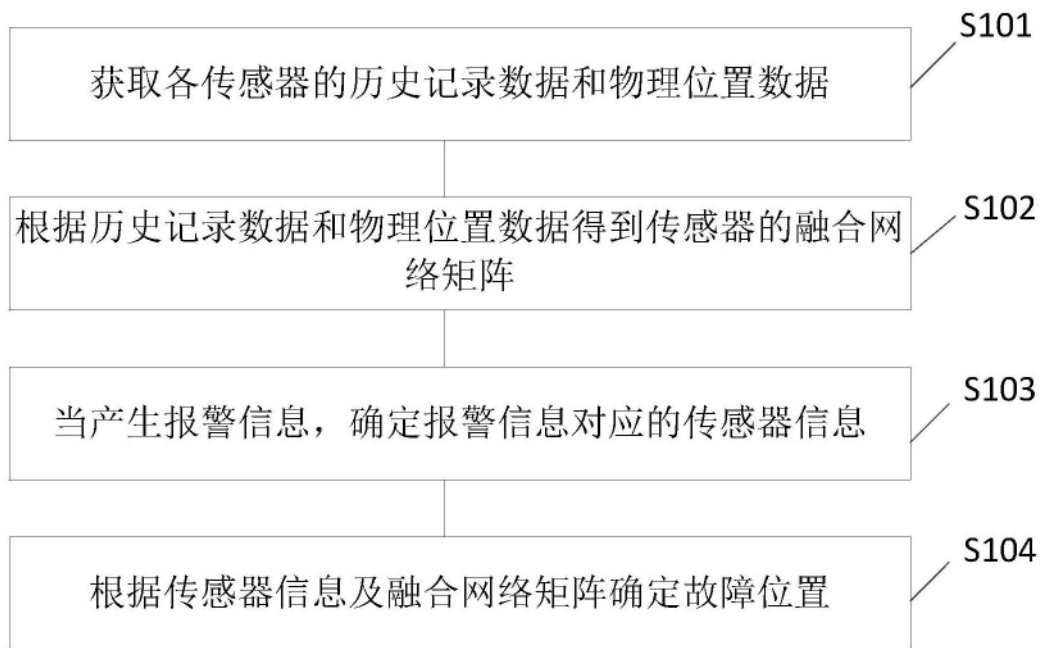 S101
获取各传感器的历史记录数据和物理位置数据
S102
根据历史记录数据和物理位置数据得到传感器的融合网
络矩阵
S103
当产生报警信息，确定报警信息对应的传感器信息
S104
根据传感器信息及融合网络矩阵确定故障位置